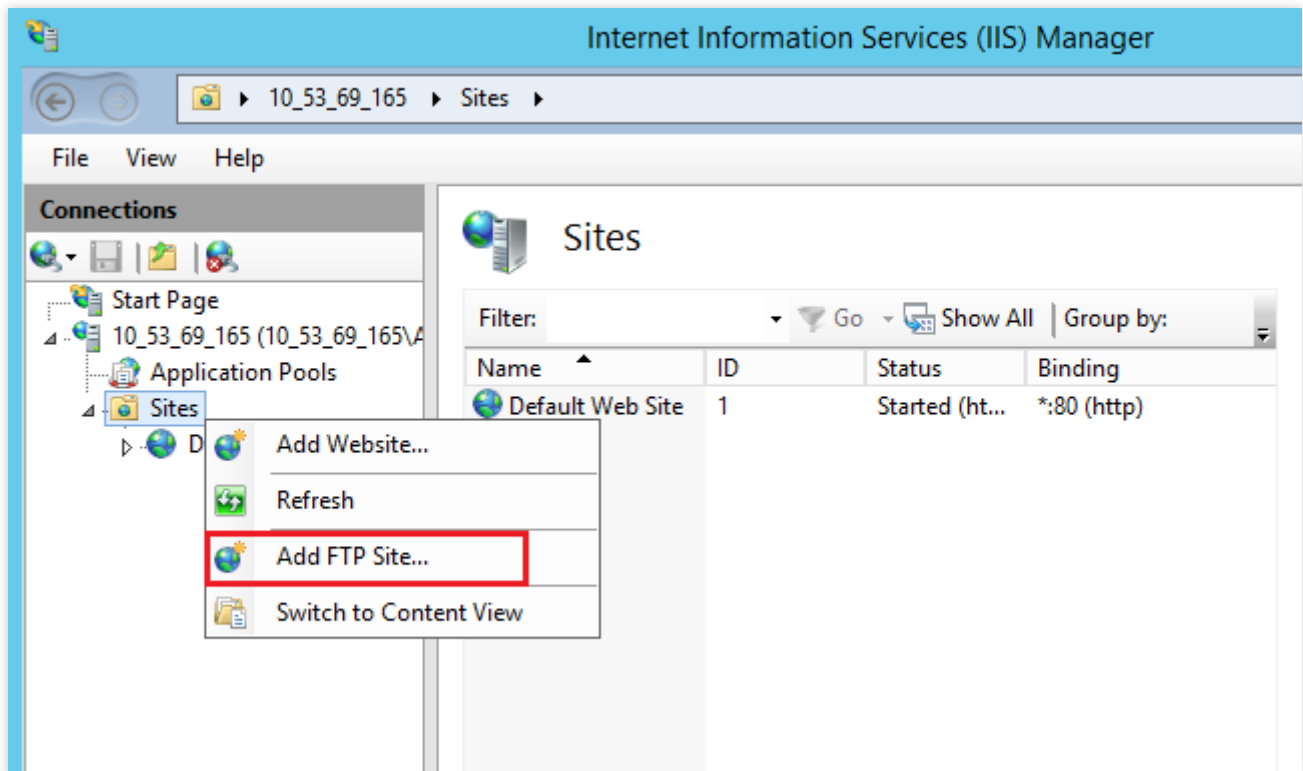 Internet Information Services (IIS) Manager
10_53_69_165 Sites
File View Help
Connections
Start Page
10_53_69_165 (10_53_69_165\A
Application Pools
Sites
D
Sites
Filter: Go Show All Group by:
Name ID Status Binding
Default Web Site 1 Started (ht... *:80 (http)
Add Website...
Refresh
Add FTP Site...
Switch to Content View